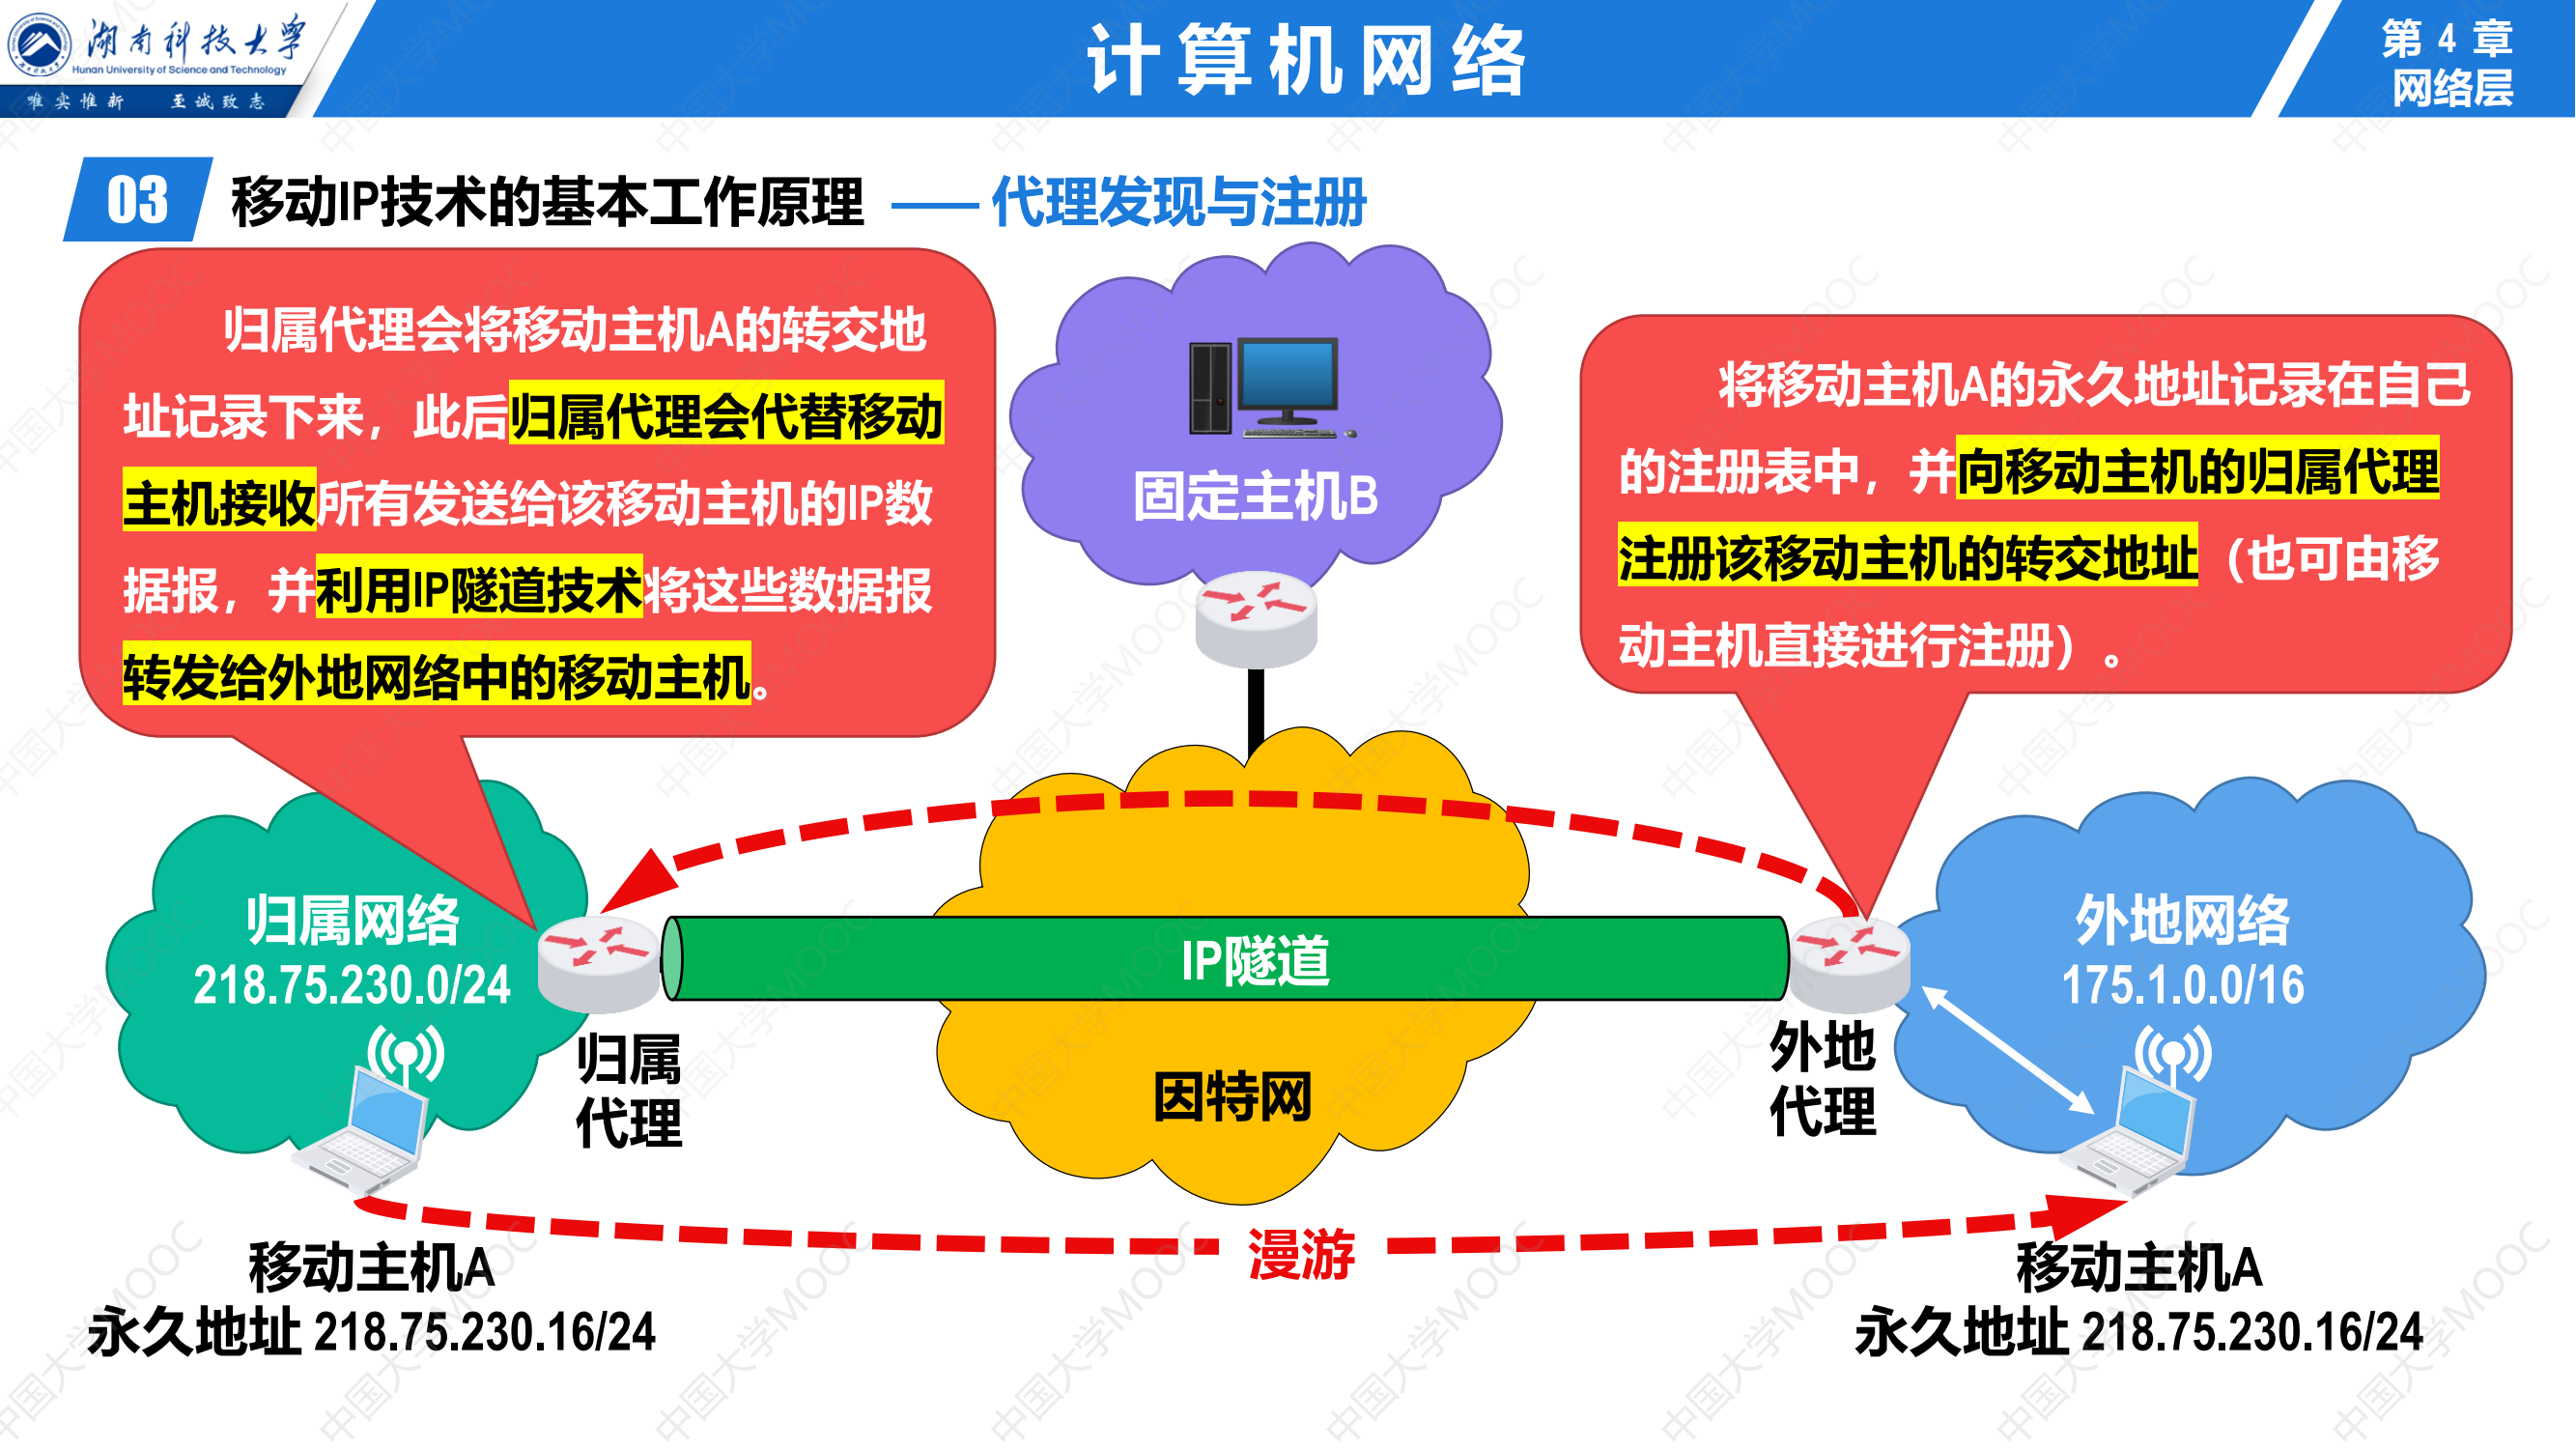 湖南科技大学
Hunan University of Science and Technology
唯实惟新 至诚致志
计算机网络
第 4 章
网络层
03 移动IP技术的基本工作原理 —— 代理发现与注册
归属代理会将移动主机A的转交地
址记录下来，此后归属代理会代替移动
主机接收所有发送给该移动主机的IP数
据报，并利用IP隧道技术将这些数据报
转发给外地网络中的移动主机。
固定主机B
将移动主机A的永久地址记录在自己
的注册表中，并向移动主机的归属代理
注册该移动主机的转交地址（也可由移
动主机直接进行注册）。
归属网络
218.75.230.0/24
归属
代理
IP隧道
因特网
外地
代理
外地网络
175.1.0.0/16
漫游
移动主机A
永久地址 218.75.230.16/24
移动主机A
永久地址 218.75.230.16/24
中国大学MOOC